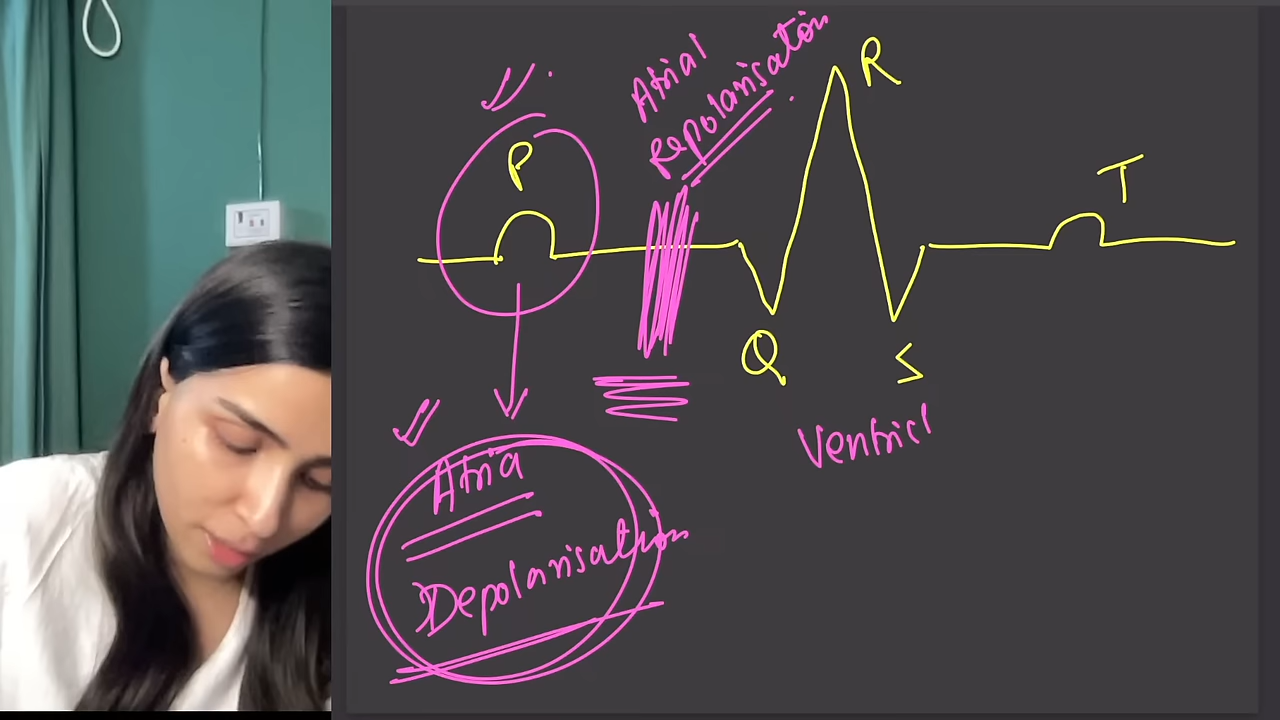 Atrial
Repolarisation
R
P
T
Q
S
Ventricl
Atria
Depolarisation